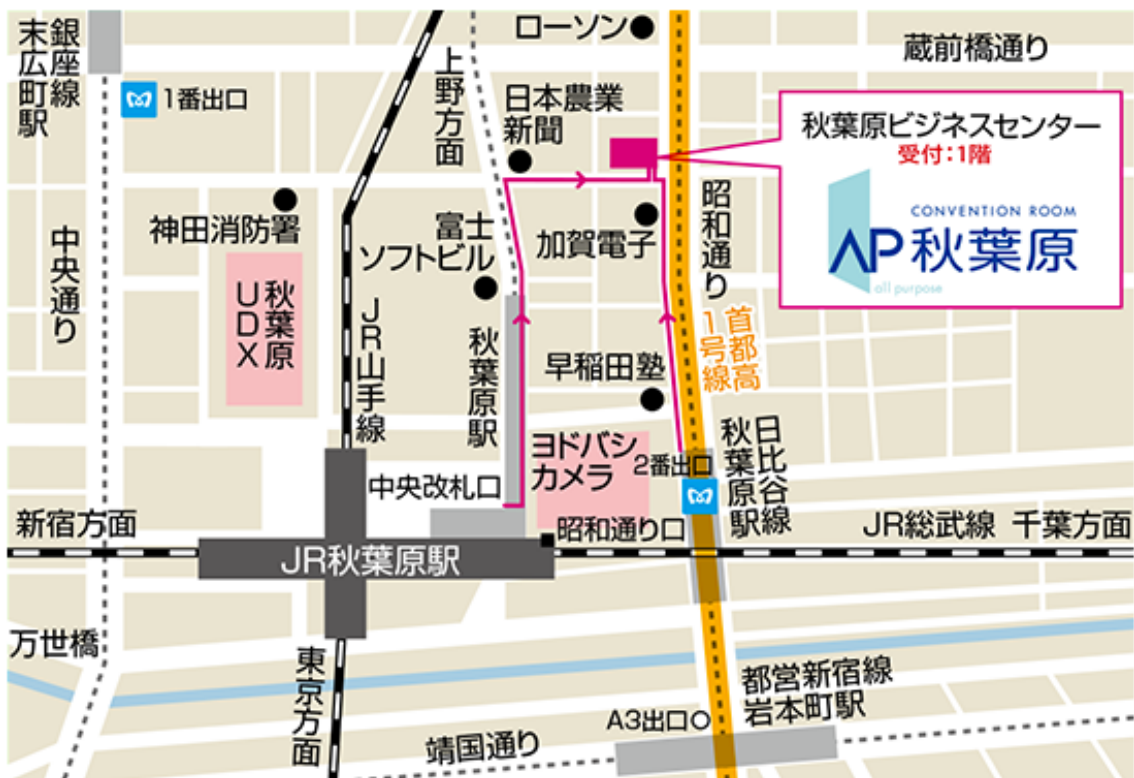 銀座線
末広町駅
1番出口
上野方面
ローソン
日本農業
新聞
蔵前橋通り
秋葉原ビジネスセンター
受付：1階
CONVENTION ROOM
AP秋葉原
all purpose
神田消防署
富士
ソフトビル
加賀電子
昭和通り
中央通り
秋葉原
UDX
JR山手線
秋葉原駅
早稲田塾
首都高
1号線
ヨドバシ
カメラ
2番出口
日比谷線
秋葉原駅
中央改札口
昭和通り口
新宿方面
JR総武線 千葉方面
JR秋葉原駅
万世橋
東京方面
都営新宿線
岩本町駅
A3出口
靖国通り